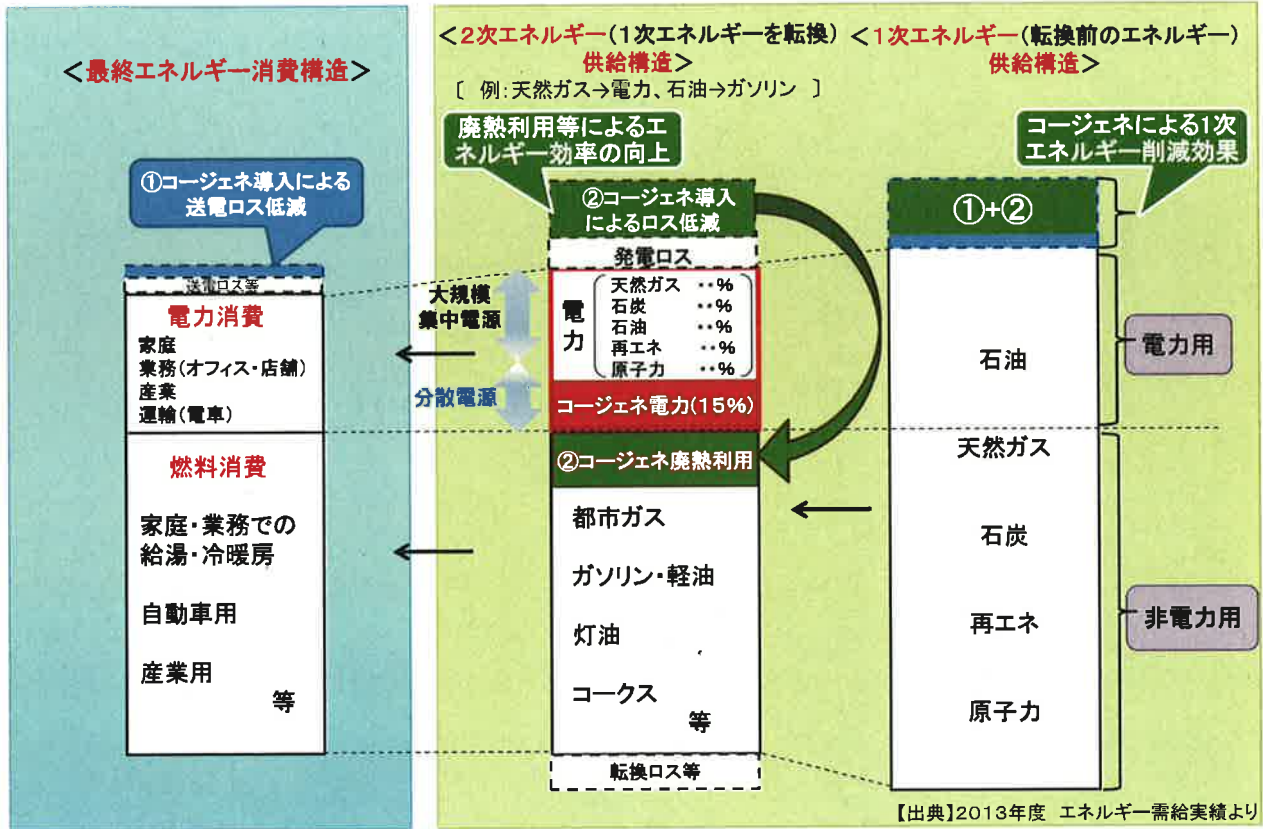 ＜最終エネルギー消費構造＞
①コージェネ導入による
送電ロス低減
送電ロス等
電力消費
家庭
業務(オフィス・店舗)
産業
運輸(電車)
燃料消費
家庭・業務での
給湯・冷暖房
自動車用
産業用
等
＜2次エネルギー(1次エネルギーを転換)
供給構造＞
〔 例:天然ガス→電力、石油→ガソリン 〕
廃熱利用等によるエ
ネルギー効率の向上
②コージェネ導入
によるロス低減
発電ロス
大規模
集中電源
分散電源
電力
天然ガス ‥%
石炭 ‥%
石油 ‥%
再エネ ‥%
原子力 ‥%
コージェネ電力(15%)
②コージェネ廃熱利用
都市ガス
ガソリン・軽油
灯油
コークス
等
転換ロス等
＜1次エネルギー(転換前のエネルギー)
供給構造＞
コージェネによる1次
エネルギー削減効果
①+②
石油
天然ガス
石炭
再エネ
原子力
電力用
非電力用
【出典】2013年度 エネルギー需給実績より